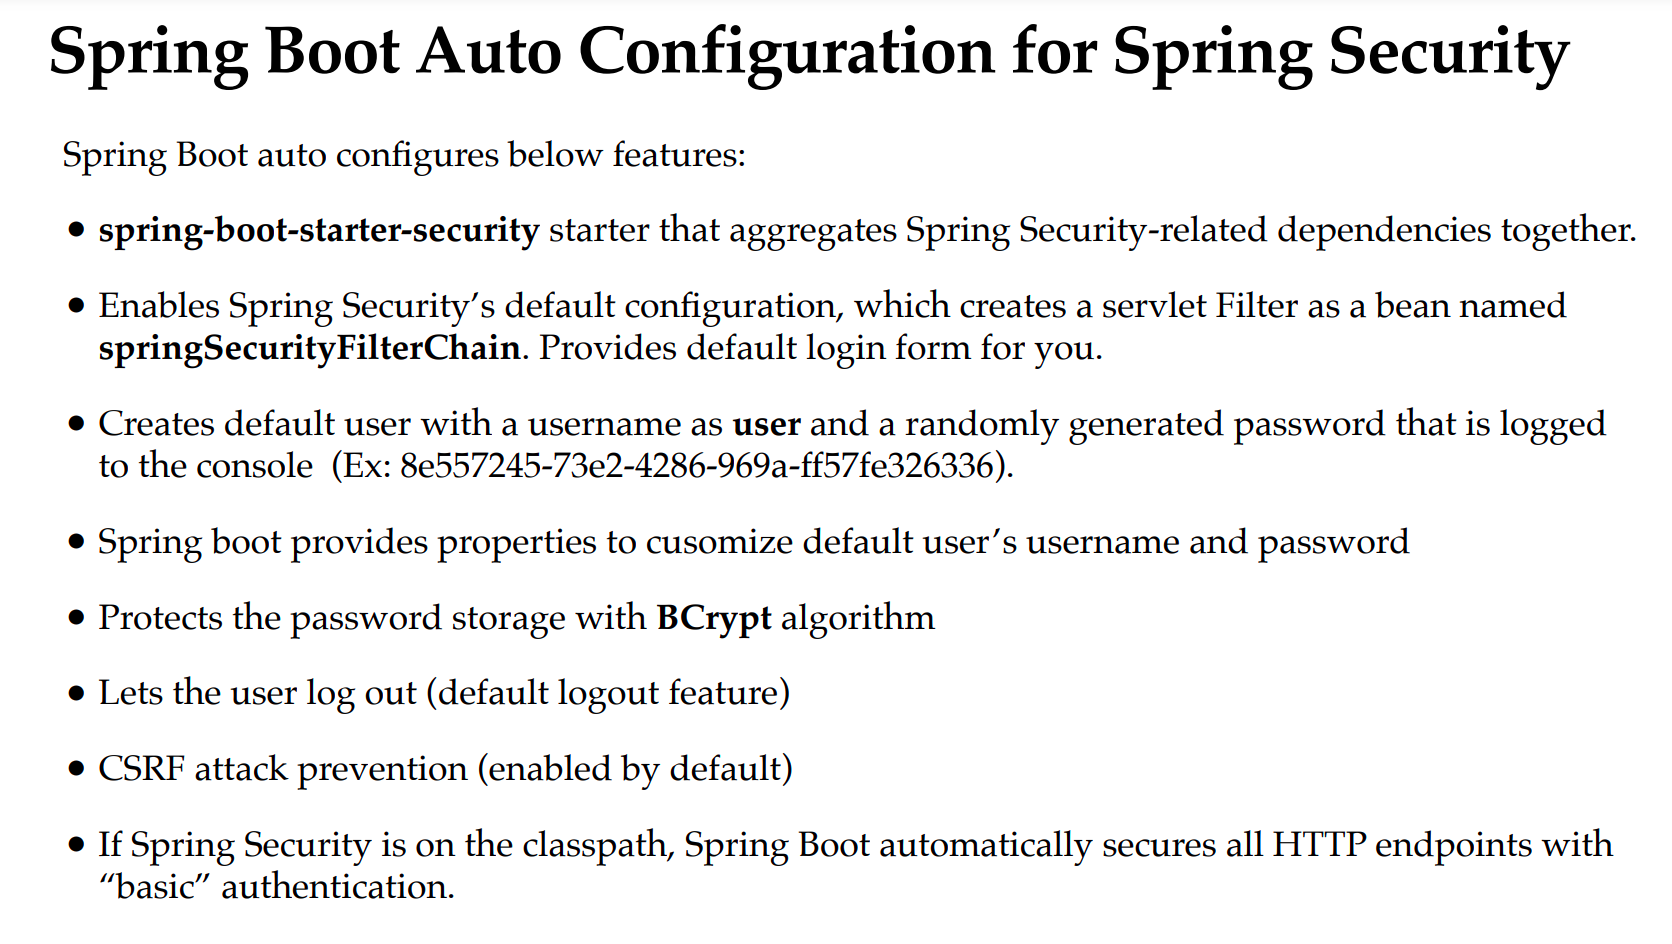 Spring Boot Auto Configuration for Spring Security
Spring Boot auto configures below features:
● spring-boot-starter-security starter that aggregates Spring Security-related dependencies together.
● Enables Spring Security’s default configuration, which creates a servlet Filter as a bean named
springSecurityFilterChain. Provides default login form for you.
● Creates default user with a username as user and a randomly generated password that is logged
to the console (Ex: 8e557245-73e2-4286-969a-ff57fe326336).
● Spring boot provides properties to cusomize default user’s username and password
● Protects the password storage with BCrypt algorithm
● Lets the user log out (default logout feature)
● CSRF attack prevention (enabled by default)
● If Spring Security is on the classpath, Spring Boot automatically secures all HTTP endpoints with
“basic” authentication.